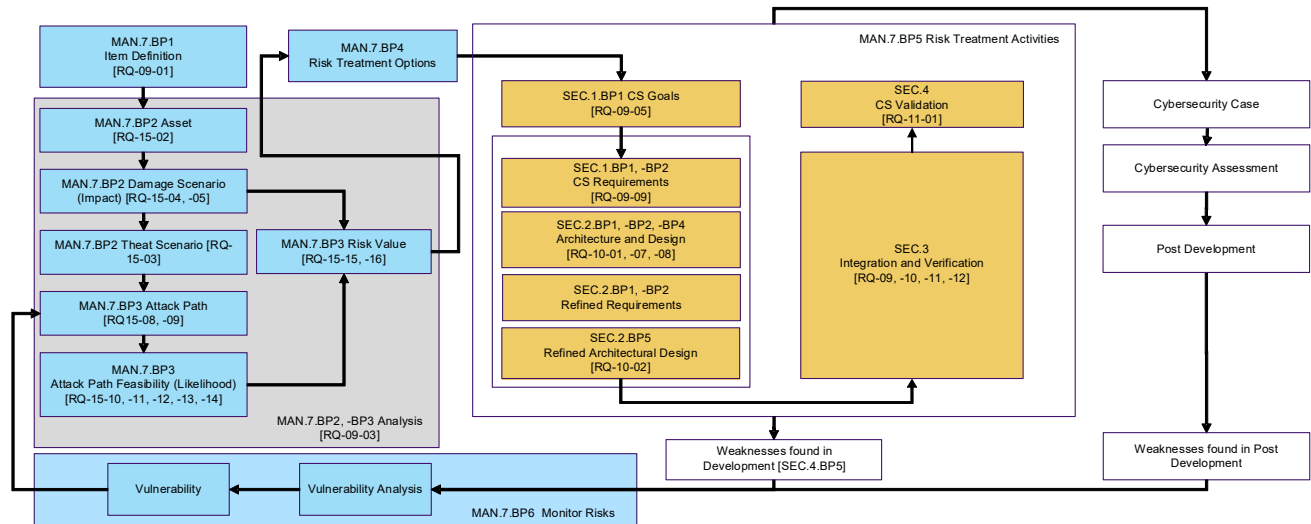 MAN.7.BP1
Item Definition
[RQ-09-01]
MAN.7.BP2 Asset
[RQ-15-02]
MAN.7.BP2 Damage Scenario
(Impact) [RQ-15-04, -05]
MAN.7.BP2 Theat Scenario [RQ-
15-03]
MAN.7.BP3 Attack Path
[RQ15-08, -09]
MAN.7.BP3
Attack Path Feasibility (Likelihood)
[RQ-15-10, -11, -12, -13, -14]
MAN.7.BP3 Risk Value
[RQ-15-15, -16]
MAN.7.BP2, -BP3 Analysis
[RQ-09-03]
MAN.7.BP4
Risk Treatment Options
MAN.7.BP5 Risk Treatment Activities
SEC.1.BP1 CS Goals
[RQ-09-05]
SEC.1.BP1, -BP2
CS Requirements
[RQ-09-09]
SEC.2.BP1, -BP2, -BP4
Architecture and Design
[RQ-10-01, -07, -08]
SEC.2.BP1, -BP2
Refined Requirements
SEC.2.BP5
Refined Architectural Design
[RQ-10-02]
SEC.4
CS Validation
[RQ-11-01]
SEC.3
Integration and Verification
[RQ-09, -10, -11, -12]
Cybersecurity Case
Cybersecurity Assessment
Post Development
Weaknesses found in
Development [SEC.4.BP5]
Weaknesses found in Post
Development
Vulnerability
Vulnerability Analysis
MAN.7.BP6 Monitor Risks